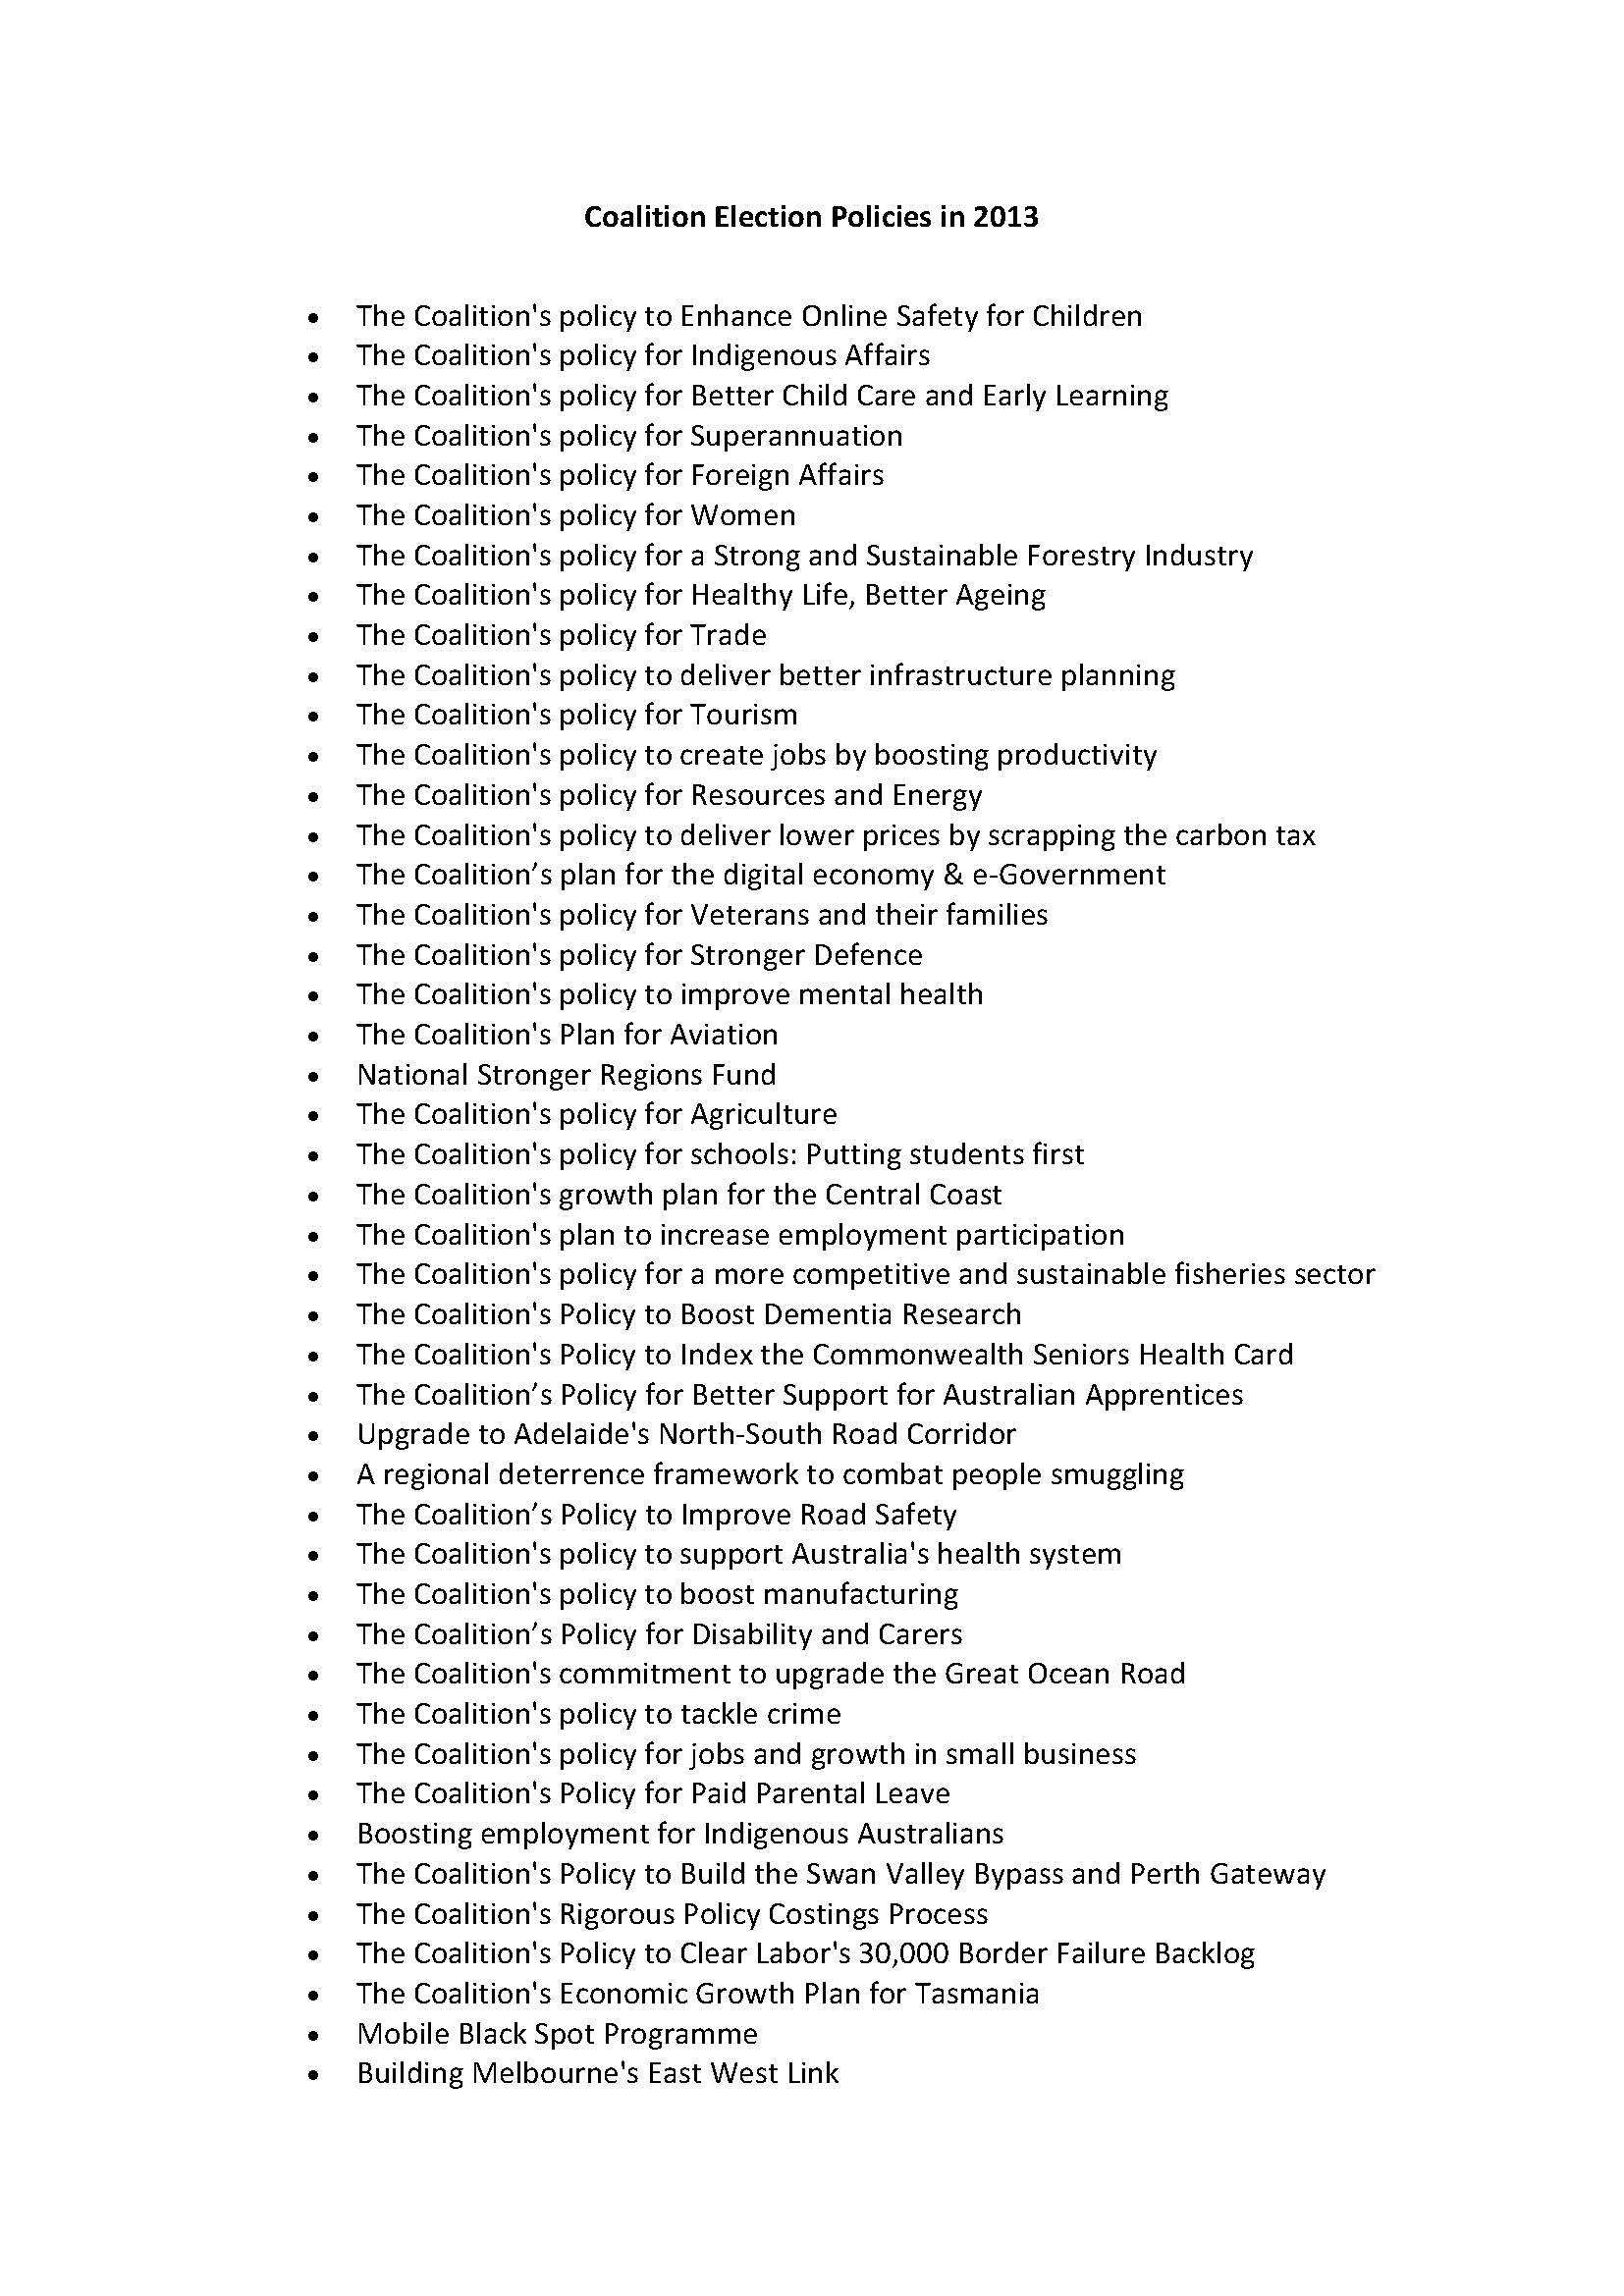 Coalition Election Policies in 2013
• The Coalition's policy to Enhance Online Safety for Children
• The Coalition's policy for Indigenous Affairs
• The Coalition's policy for Better Child Care and Early Learning
• The Coalition's policy for Superannuation
• The Coalition's policy for Foreign Affairs
• The Coalition's policy for Women
• The Coalition's policy for a Strong and Sustainable Forestry Industry
• The Coalition's policy for Healthy Life, Better Ageing
• The Coalition's policy for Trade
• The Coalition's policy to deliver better infrastructure planning
• The Coalition's policy for Tourism
• The Coalition's policy to create jobs by boosting productivity
• The Coalition's policy for Resources and Energy
• The Coalition's policy to deliver lower prices by scrapping the carbon tax
• The Coalition’s plan for the digital economy & e-Government
• The Coalition's policy for Veterans and their families
• The Coalition's policy for Stronger Defence
• The Coalition's policy to improve mental health
• The Coalition's Plan for Aviation
• National Stronger Regions Fund
• The Coalition's policy for Agriculture
• The Coalition's policy for schools: Putting students first
• The Coalition's growth plan for the Central Coast
• The Coalition's plan to increase employment participation
• The Coalition's policy for a more competitive and sustainable fisheries sector
• The Coalition's Policy to Boost Dementia Research
• The Coalition's Policy to Index the Commonwealth Seniors Health Card
• The Coalition’s Policy for Better Support for Australian Apprentices
• Upgrade to Adelaide's North-South Road Corridor
• A regional deterrence framework to combat people smuggling
• The Coalition’s Policy to Improve Road Safety
• The Coalition's policy to support Australia's health system
• The Coalition's policy to boost manufacturing
• The Coalition’s Policy for Disability and Carers
• The Coalition's commitment to upgrade the Great Ocean Road
• The Coalition's policy to tackle crime
• The Coalition's policy for jobs and growth in small business
• The Coalition's Policy for Paid Parental Leave
• Boosting employment for Indigenous Australians
• The Coalition's Policy to Build the Swan Valley Bypass and Perth Gateway
• The Coalition's Rigorous Policy Costings Process
• The Coalition's Policy to Clear Labor's 30,000 Border Failure Backlog
• The Coalition's Economic Growth Plan for Tasmania
• Mobile Black Spot Programme
• Building Melbourne's East West Link